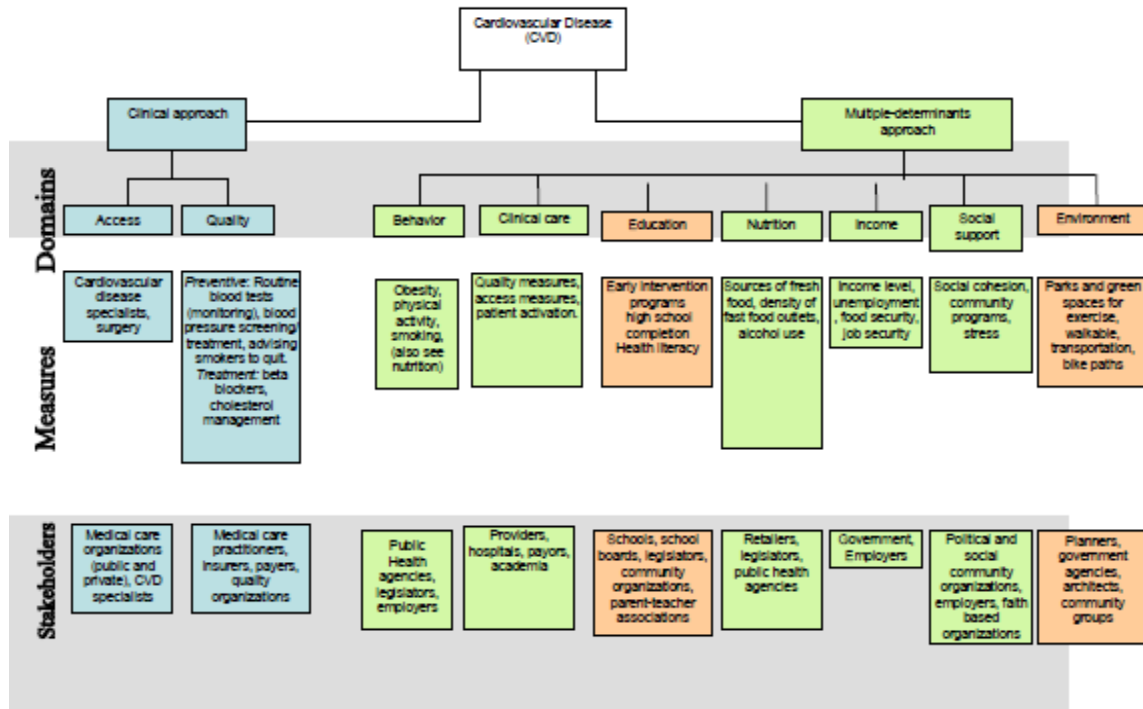 Cardiovascular Disease
(CVD)
Clinical approach
Multiple-determinants
approach
Domains
Access
Quality
Behavior
Clinical care
Education
Nutrition
Income
Social
support
Environment
Measures
Cardiovascular
disease
specialists,
surgery
Preventive: Routine
blood tests
(monitoring), blood
pressure screening/
treatment, advising
smokers to quit.
Treatment: beta
blockers,
cholesterol
management
Obesity,
physical
activity,
smoking,
(also see
nutrition)
Quality measures,
access measures,
patient activation.
Early intervention
programs
high school
completion
Health literacy
Sources of fresh
food, density of
fast food outlets,
alcohol use
Income level,
unemployment
, food security,
job security
Social cohesion,
community
programs,
stress
Parks and green
spaces for
exercise,
walkable,
transportation,
bike paths
Stakeholders
Medical care
organizations
(public and
private), CVD
specialists
Medical care
practitioners,
insurers, payers,
quality
organizations
Public
Health
agencies,
legislators,
employers
Providers,
hospitals, payors,
academia
Schools, school
boards, legislators,
community
organizations,
parent-teacher
associations
Retailers,
legislators,
public health
agencies
Government,
Employers
Political and
social
community
organizations,
employers, faith
based
organizations
Planners,
government
agencies,
architects,
community
groups